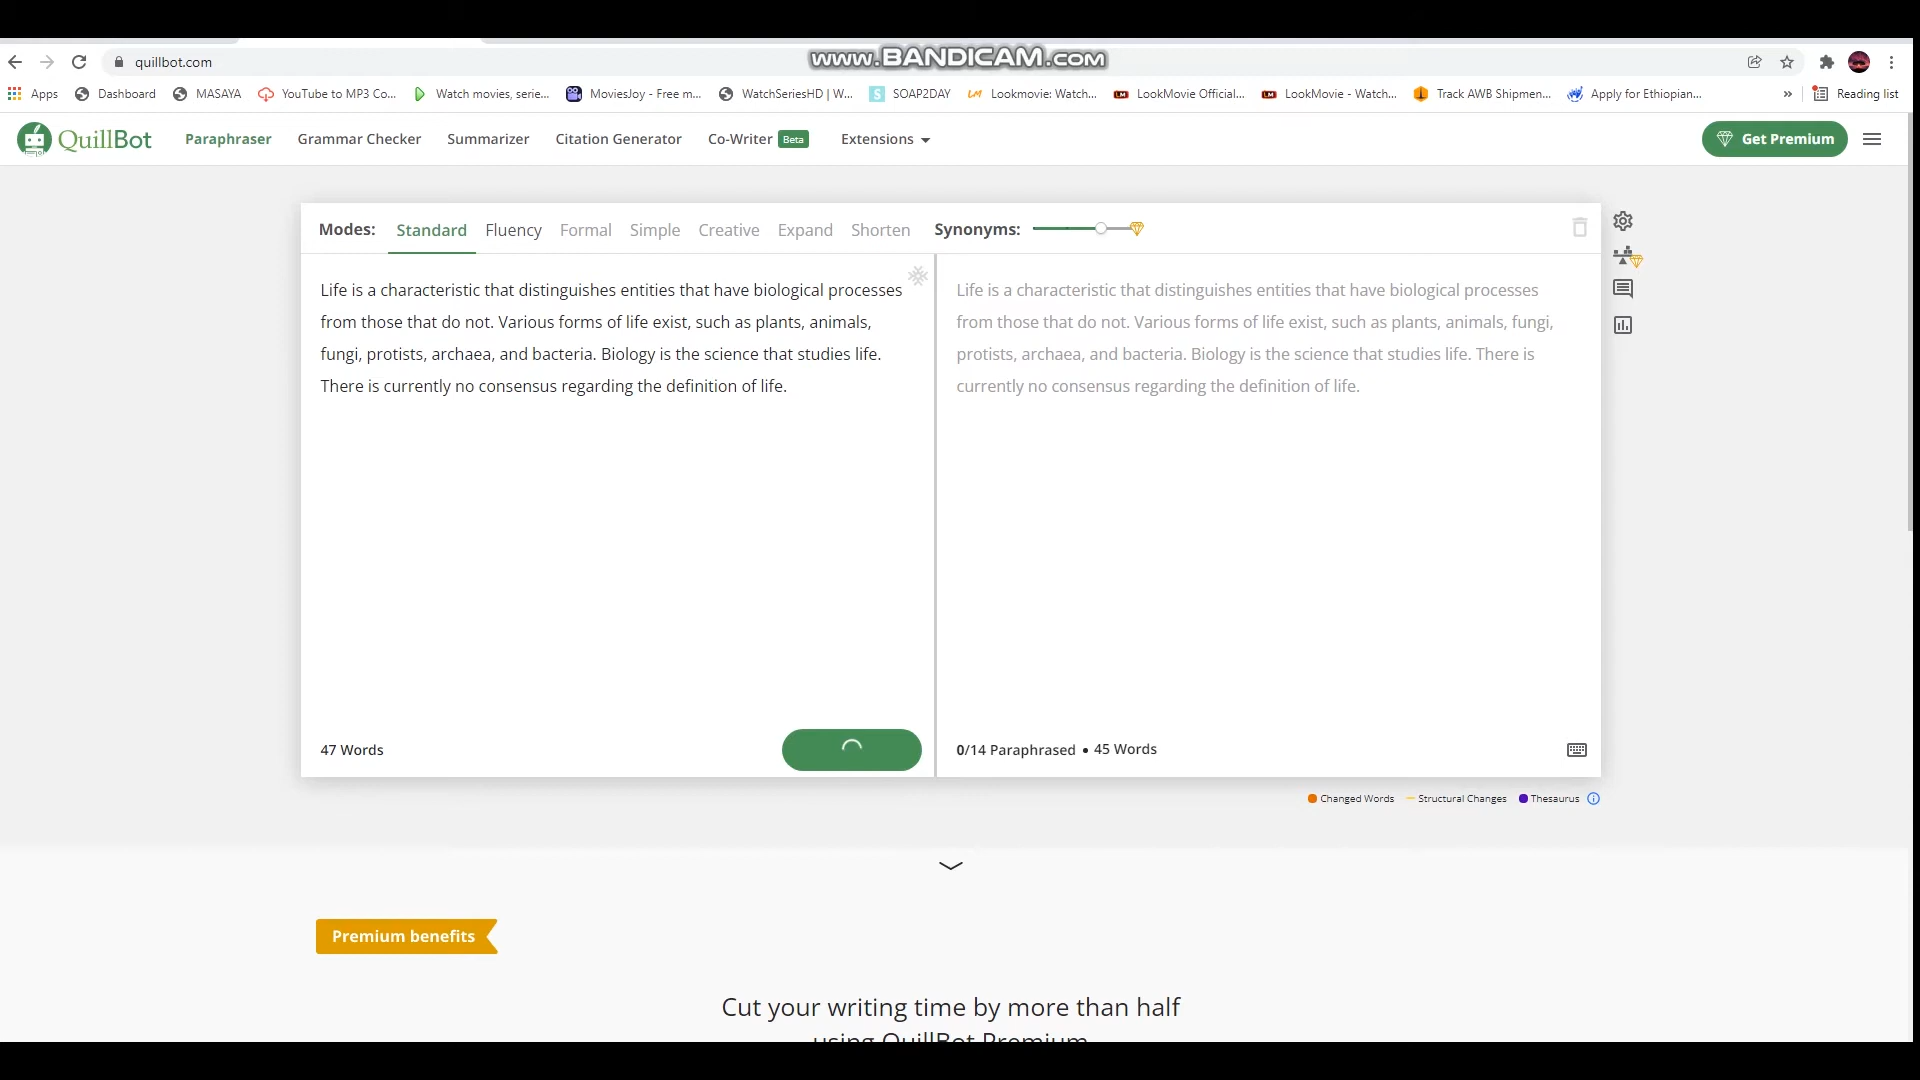 www.BANDICAM.com
quillbot.com
Apps Dashboard MASAYA YouTube to MP3 Co... Watch movies, serie... MoviesJoy - Free m... WatchSeriesHD | W... SOAP2DAY Lookmovie: Watch... LookMovie Official... LookMovie - Watch... Track AWB Shipmen... Apply for Ethiopian... » Reading list
QuillBot Paraphraser Grammar Checker Summarizer Citation Generator Co-Writer Beta Extensions Get Premium
Modes: Standard Fluency Formal Simple Creative Expand Shorten Synonyms:
Life is a characteristic that distinguishes entities that have biological processes
from those that do not. Various forms of life exist, such as plants, animals,
fungi, protists, archaea, and bacteria. Biology is the science that studies life.
There is currently no consensus regarding the definition of life.
Life is a characteristic that distinguishes entities that have biological processes
from those that do not. Various forms of life exist, such as plants, animals, fungi,
protists, archaea, and bacteria. Biology is the science that studies life. There is
currently no consensus regarding the definition of life.
47 Words
0/14 Paraphrased • 45 Words
Changed Words Structural Changes Thesaurus
Premium benefits
Cut your writing time by more than half
using QuillBot Premium